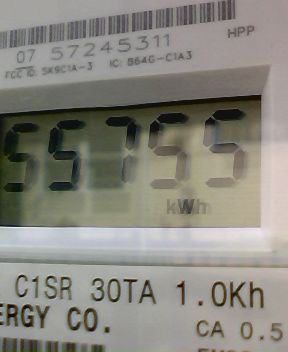 07 57245311
HPP
FCC ID: SK9C1A-3 IC: 864G-C1A3
55755
kWh
C1SR 30TA 1.0Kh
ERGY CO.
CA 0.5